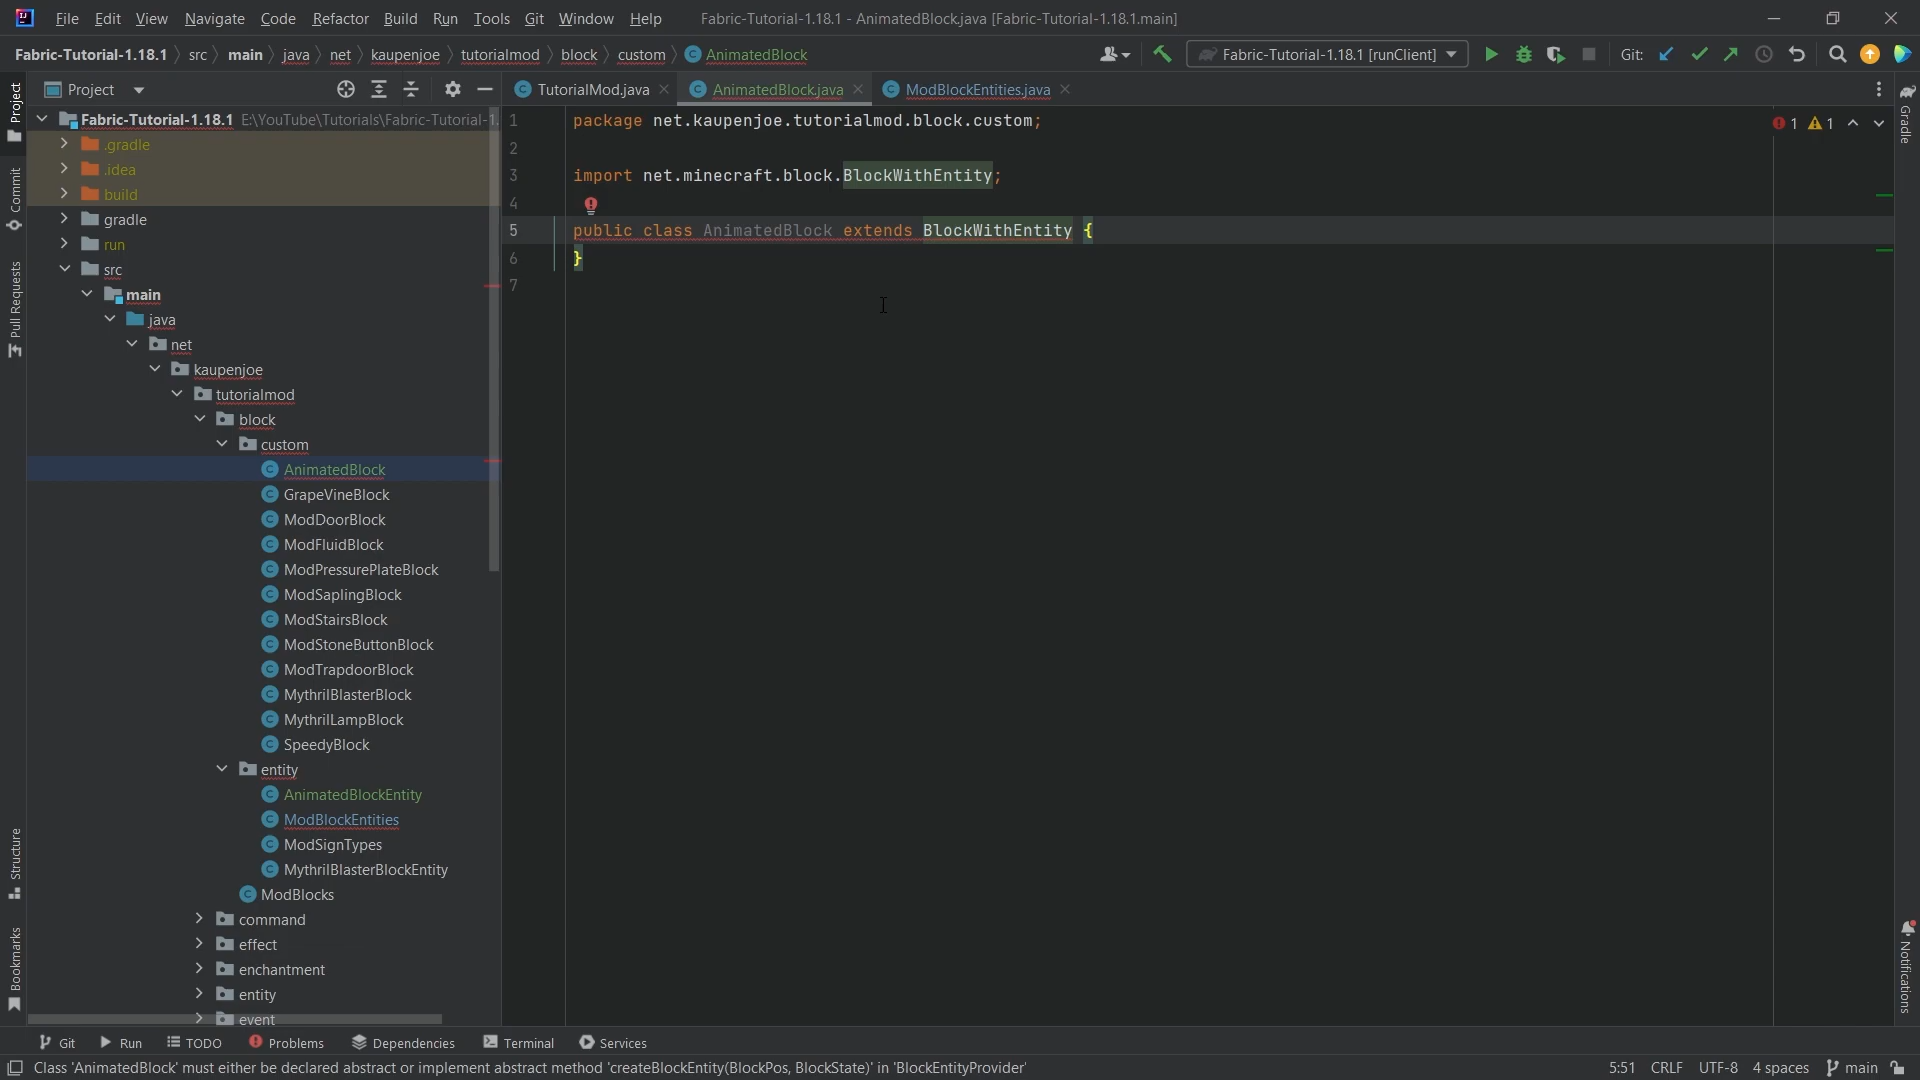 File Edit View Navigate Code Refactor Build Run Tools Git Window Help Fabric-Tutorial-1.18.1 - AnimatedBlock.java [Fabric-Tutorial-1.18.1.main]
Fabric-Tutorial-1.18.1 src main java net kaupenjoe tutorialmod block custom AnimatedBlock Fabric-Tutorial-1.18.1 [runClient] Git:
Project TutorialMod.java AnimatedBlock.java ModBlockEntities.java
Project
Commit
Pull Requests
Structure
Bookmarks
Fabric-Tutorial-1.18.1 E:\YouTube\Tutorials\Fabric-Tutorial-1.
.gradle
.idea
build
gradle
run
src
main
java
net
kaupenjoe
tutorialmod
block
custom
AnimatedBlock
GrapeVineBlock
ModDoorBlock
ModFluidBlock
ModPressurePlateBlock
ModSaplingBlock
ModStairsBlock
ModStoneButtonBlock
ModTrapdoorBlock
MythrilBlasterBlock
MythrilLampBlock
SpeedyBlock
entity
AnimatedBlockEntity
ModBlockEntities
ModSignTypes
MythrilBlasterBlockEntity
ModBlocks
command
effect
enchantment
entity
event
1 package net.kaupenjoe.tutorialmod.block.custom;
2
3 import net.minecraft.block.BlockWithEntity;
4
5 public class AnimatedBlock extends BlockWithEntity {
6 }
7
1 1
Gradle
Notifications
Git Run TODO Problems Dependencies Terminal Services
Class 'AnimatedBlock' must either be declared abstract or implement abstract method 'createBlockEntity(BlockPos, BlockState)' in 'BlockEntityProvider' 5:51 CRLF UTF-8 4 spaces main